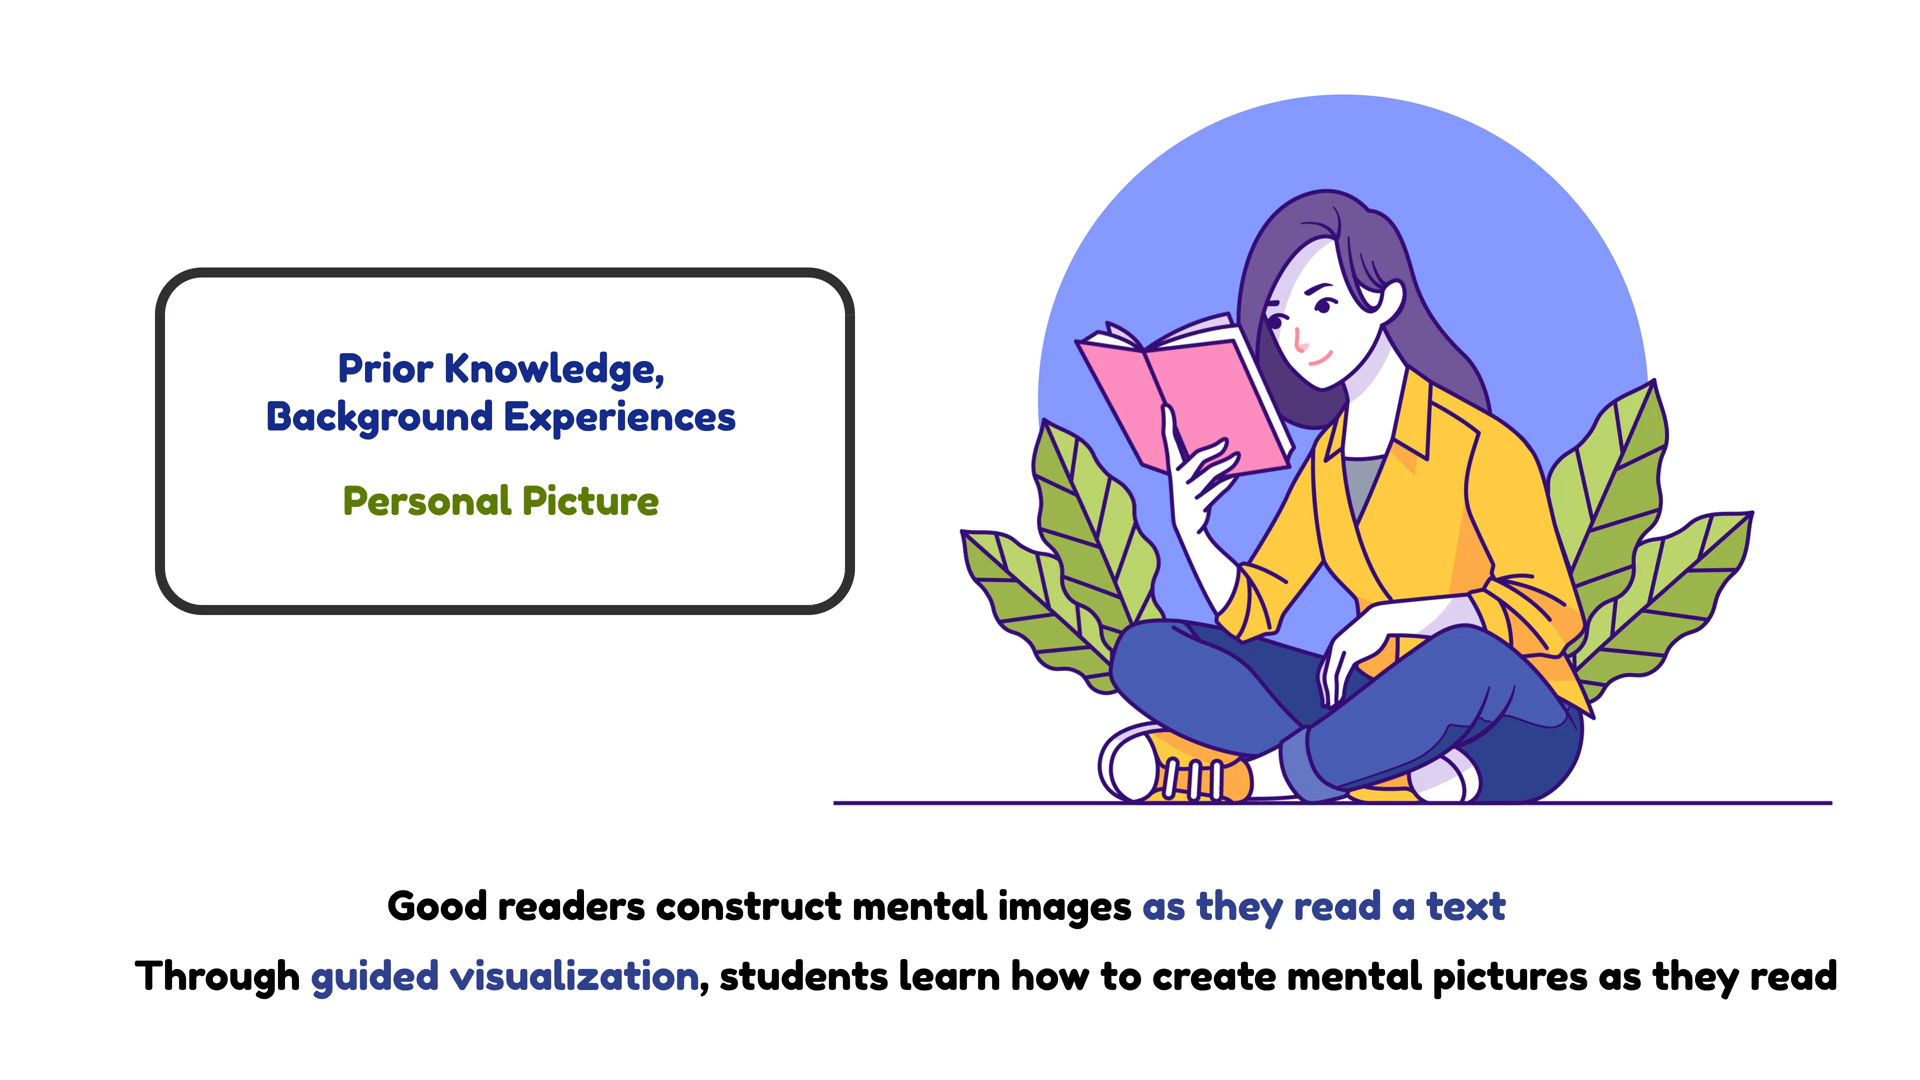 Prior Knowledge,
Background Experiences
Personal Picture
Good readers construct mental images as they read a text
Through guided visualization, students learn how to create mental pictures as they read